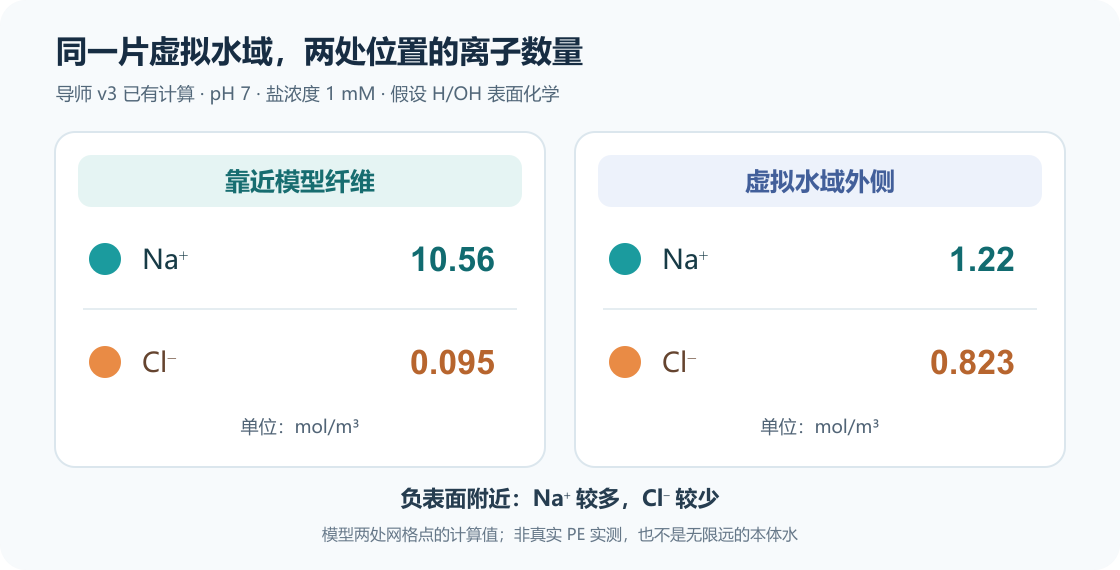 同一片虚拟水域，两处位置的离子数量
导师 v3 已有计算 · pH 7 · 盐浓度 1 mM · 假设 H/OH 表面化学
靠近模型纤维
Na⁺ 10.56
Cl⁻ 0.095
单位：mol/m³
虚拟水域外侧
Na⁺ 1.22
Cl⁻ 0.823
单位：mol/m³
负表面附近：Na⁺ 较多，Cl⁻ 较少
模型两处网格点的计算值；非真实 PE 实测，也不是无限远的本体水